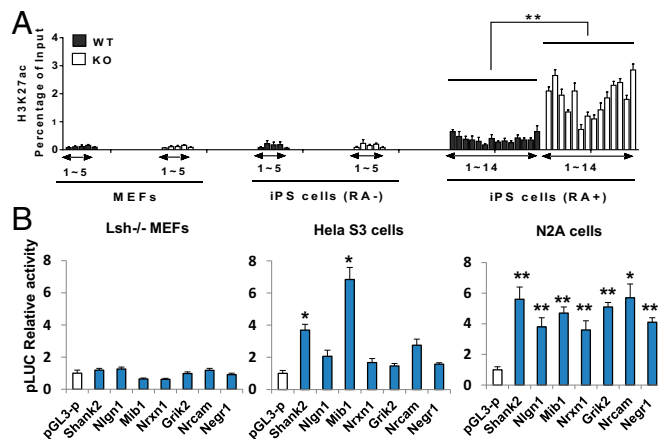 A
H3K27ac
Percentage of Input
4
3
2
1
0
WT
KO
**
1~5
1~5
1~5
1~5
1~14
1~14
MEFs
iPS cells (RA-)
iPS cells (RA+)
B
Lsh-/- MEFs
Hela S3 cells
N2A cells
pLUC Relative activity
8
6
4
2
0
8
6
4
2
0
8
6
4
2
0
*
*
**
**
**
**
**
*
**
pGL3-p
Shank2
Nlgn1
Mib1
Nrxn1
Grik2
Nrcam
Negr1
pGL3-p
Shank2
Nlgn1
Mib1
Nrxn1
Grik2
Nrcam
Negr1
pGL3-p
Shank2
Nlgn1
Mib1
Nrxn1
Grik2
Nrcam
Negr1